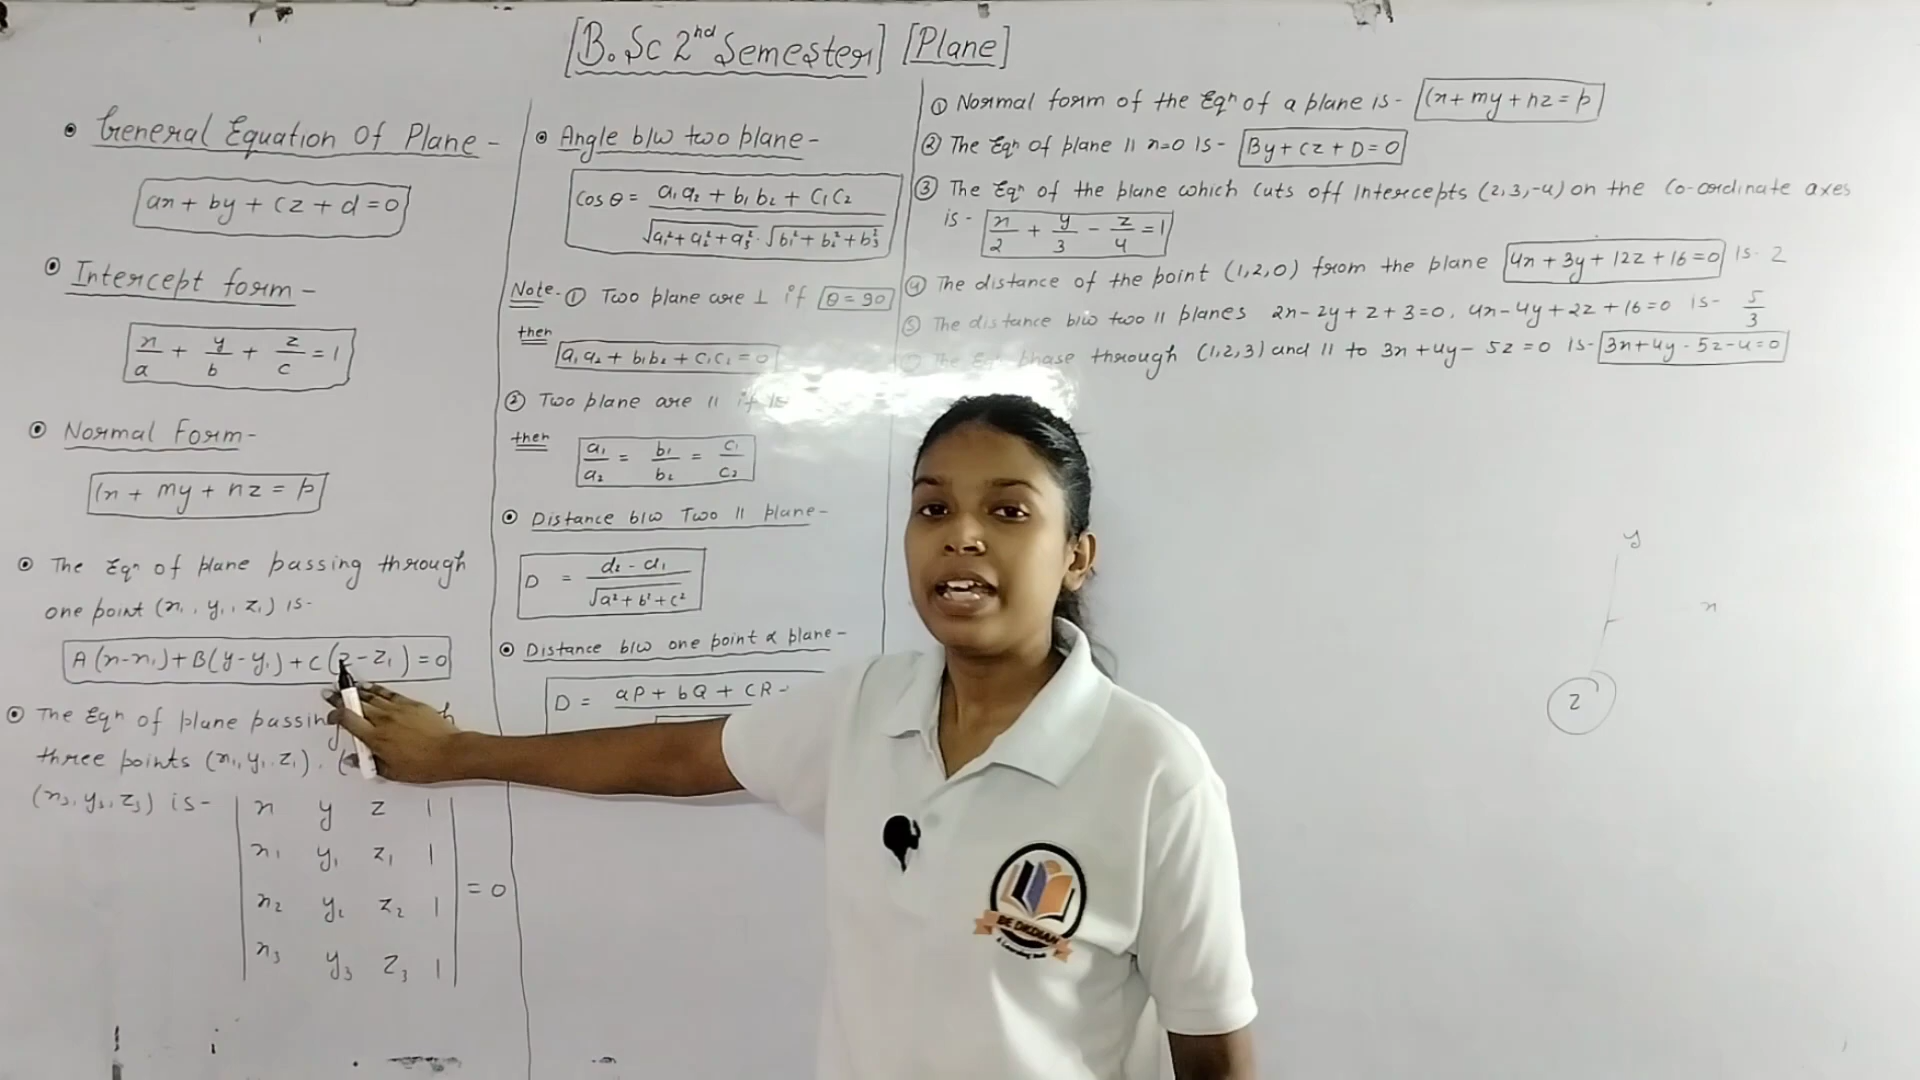 [B.Sc 2nd Semester] [Plane]
• General Equation Of Plane -
ax + by + cz + d = 0
⊙ Intercept form -
x/a + y/b + z/c = 1
⊙ Normal Form -
lx + my + nz = p
⊙ The Eqn of plane passing through
one point (x1, y1, z1) is -
A(x-x1) + B(y-y1) + C(z-z1) = 0
⊙ The Eqn of plane passing
three points (x1, y1, z1),
(x3, y3, z3) is -
x y z 1
x1 y1 z1 1
x2 y2 z2 1 = 0
x3 y3 z3 1
⊙ Angle b/w two plane -
Cos θ = a1a2 + b1b2 + c1c2 / √a1² + a2² + a3² . √b1² + b2² + b3²
Note - ① Two plane are ⊥ if θ = 90
then a1a2 + b1b2 + c1c2 = 0
② Two plane are || if
then a1/a2 = b1/b2 = c1/c2
⊙ Distance b/w Two || plane -
D = d2 - d1 / √a² + b² + c²
⊙ Distance b/w one point & plane -
D = aP + bQ + cR -
① Normal form of the Eqn of a plane is - lx + my + nz = p
② The Eqn of plane || x=0 is - By + Cz + D = 0
③ The Eqn of the plane which cuts off intercepts (2,3,-4) on the co-ordinate axes
is - x/2 + y/3 - z/4 = 1
④ The distance of the point (1,2,0) from the plane 4x + 3y + 12z + 16 = 0 is - 2
⑤ The distance b/w two || planes 2x - 2y + z + 3 = 0, 4x - 4y + 2z + 16 = 0 is - 5/3
The phase through (1,2,3) and || to 3x + 4y - 5z = 0 is - 3x + 4y - 5z - 4 = 0
y
x
z
BE DKDIAN